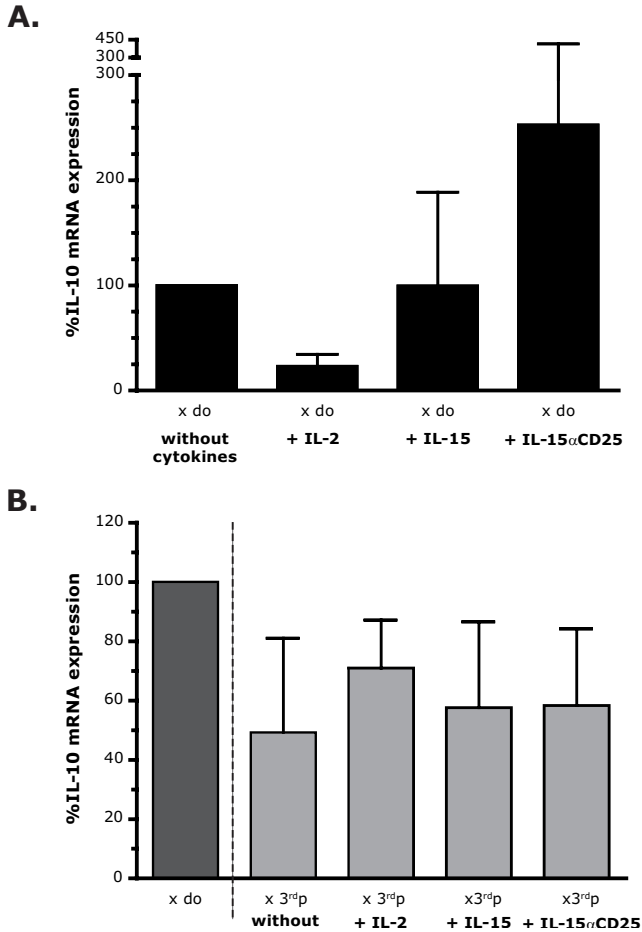 A.
%IL-10 mRNA expression
450
300
300
200
100
0
x do x do x do x do
without + IL-2 + IL-15 + IL-15αCD25
cytokines
B.
%IL-10 mRNA expression
120
100
80
60
40
20
0
x do x 3rdp x 3rdp x3rdp x3rdp
without + IL-2 + IL-15 + IL-15αCD25